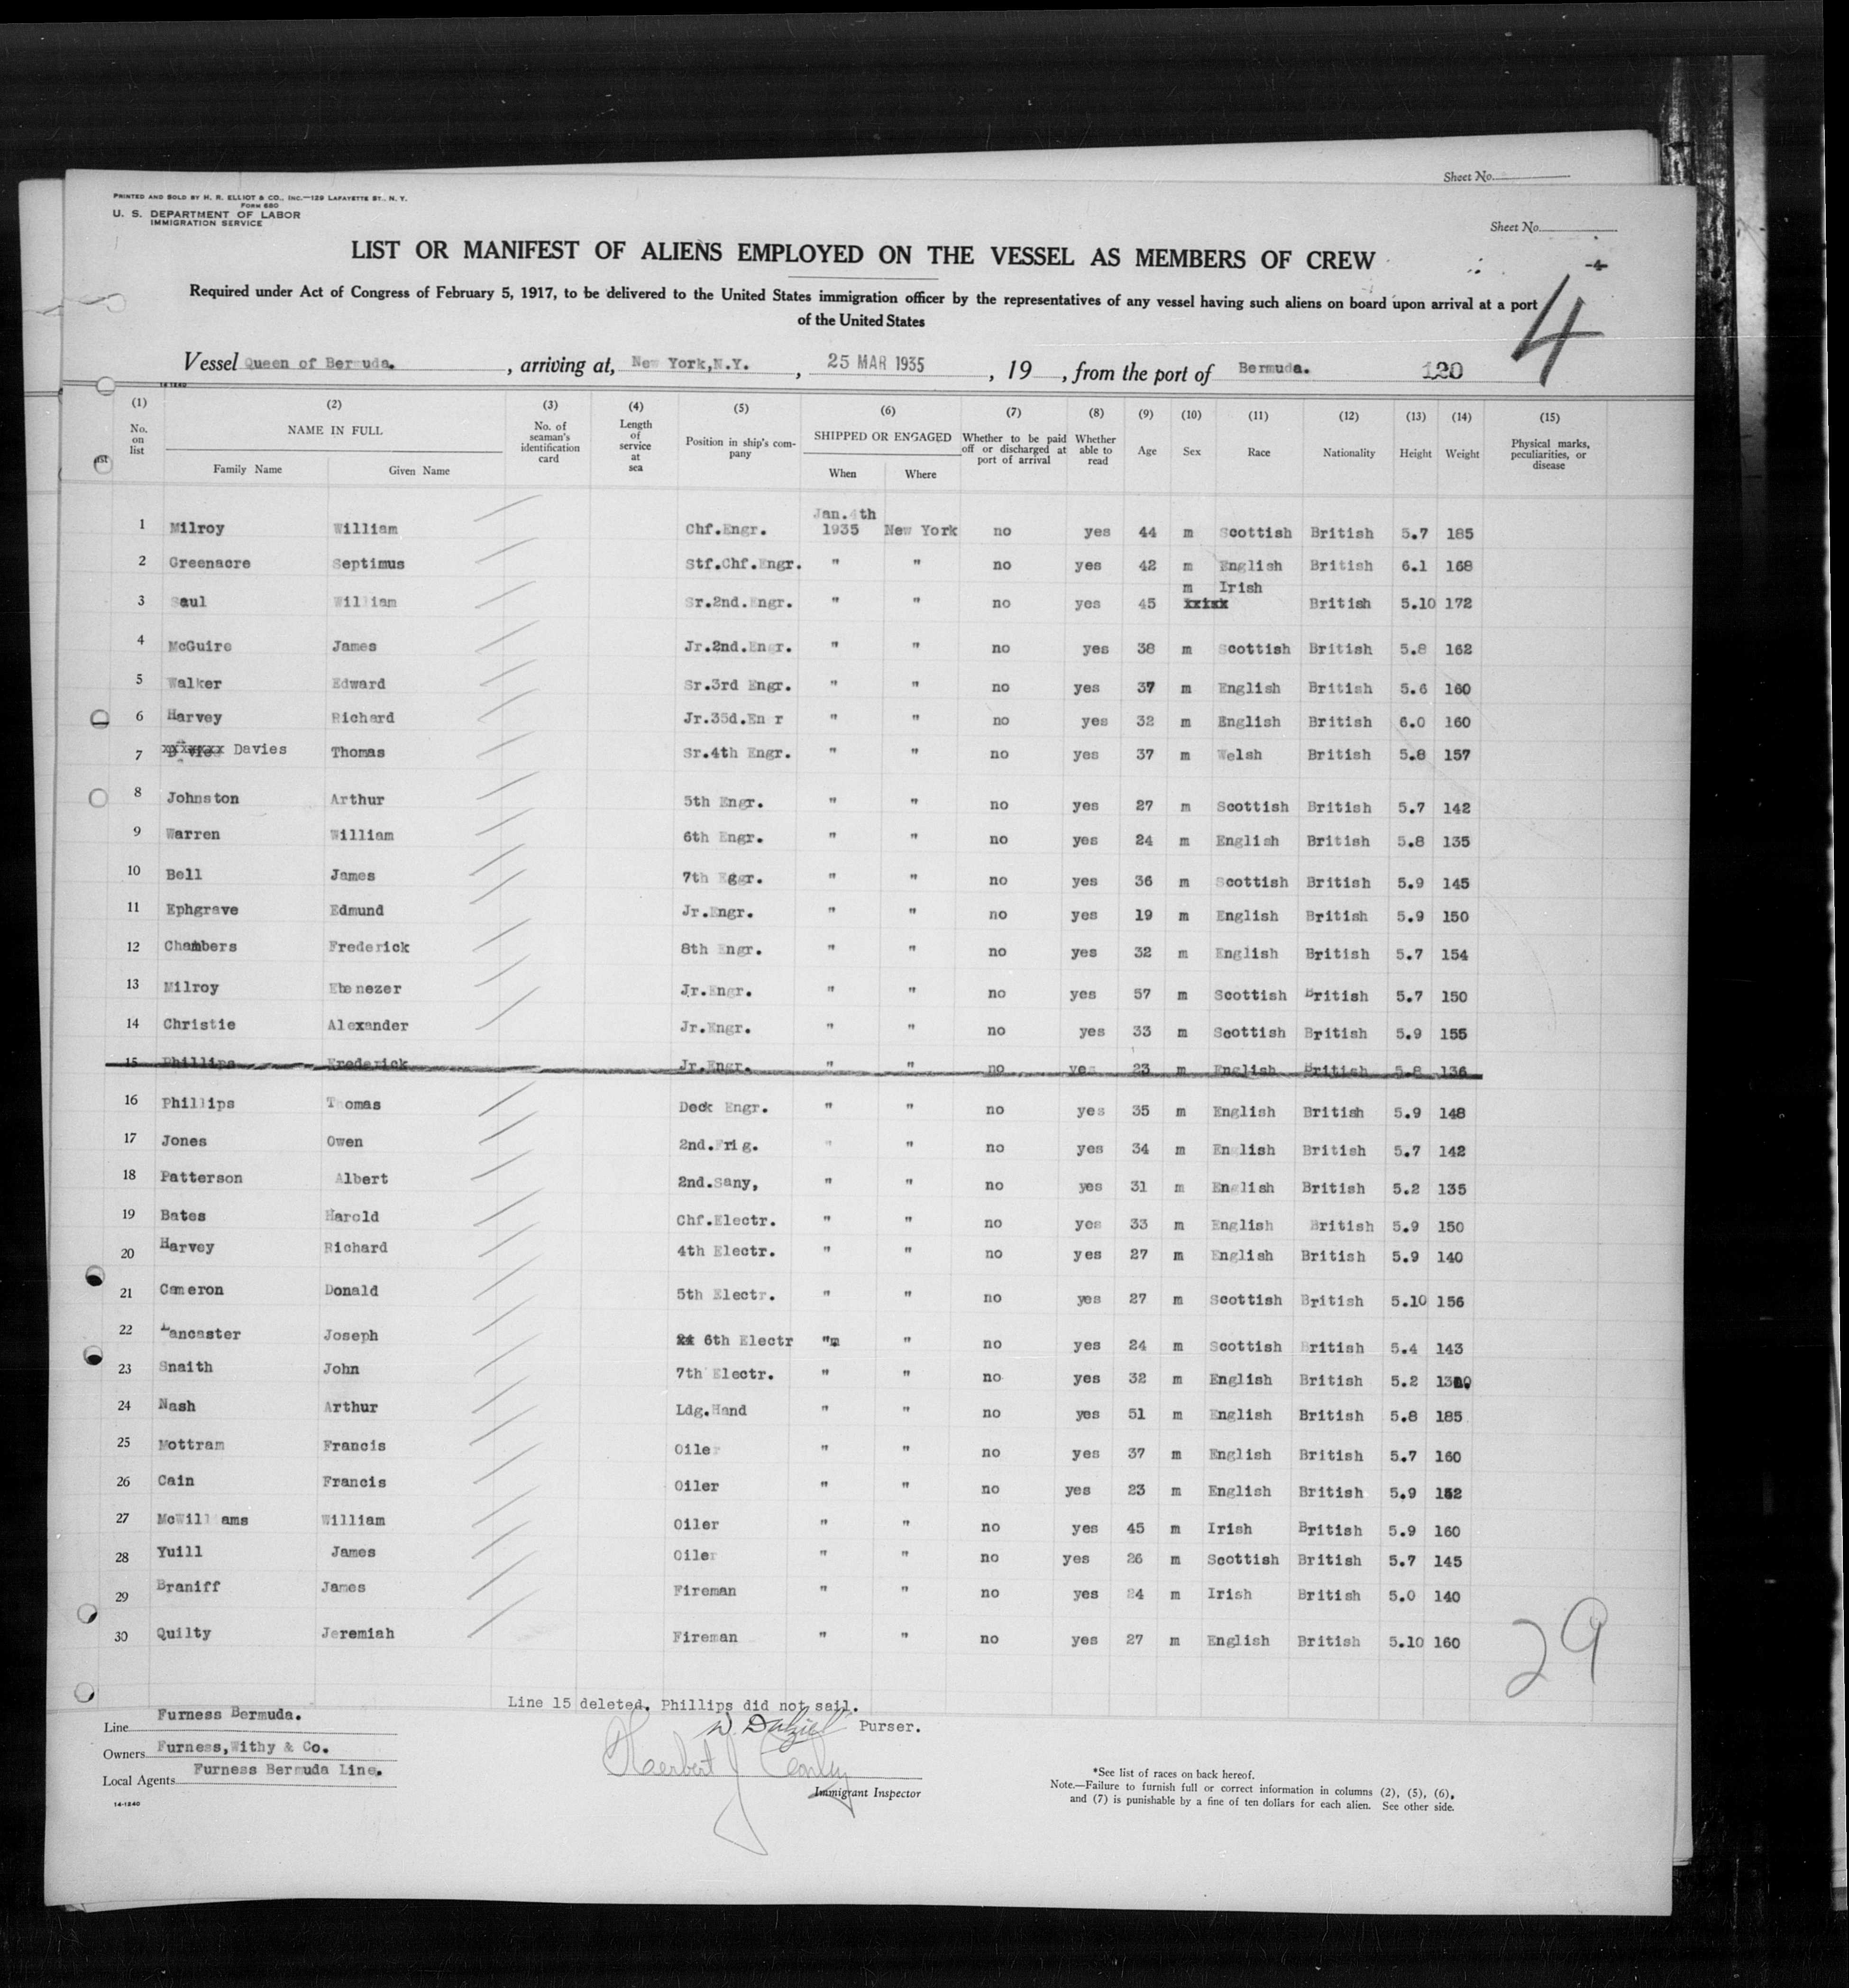 Sheet No.
PRINTED AND SOLD BY H. R. ELLIOT & CO., INC.—129 LAFAYETTE ST., N. Y.
FORM 680
U. S. DEPARTMENT OF LABOR
IMMIGRATION SERVICE
Sheet No.
-4-
LIST OR MANIFEST OF ALIENS EMPLOYED ON THE VESSEL AS MEMBERS OF CREW
4
Required under Act of Congress of February 5, 1917, to be delivered to the United States immigration officer by the representatives of any vessel having such aliens on board upon arrival at a port
of the United States
Vessel Queen of Bermuda. , arriving at, New York,N.Y. , 25 MAR 1935 , 19 , from the port of Bermuda. 120
14-1240
(1) (2) (3) (4) (5) (6) (7) (8) (9) (10) (11) (12) (13) (14) (15)
No. on list NAME IN FULL Family Name Given Name No. of seaman's identification card Length of service at sea Position in ship's company SHIPPED OR ENGAGED When Where Whether to be paid off or discharged at port of arrival Whether able to read Age Sex Race Nationality Height Weight Physical marks, peculiarities, or disease
1 Milroy William Chf.Engr. Jan.4th 1935 New York no yes 44 m Scottish British 5.7 185
2 Greenacre Septimus Stf.Chf.Engr. " " no yes 42 m English British 6.1 168
3 Saul William Sr.2nd.Engr. " " no yes 45 m Irish xxixx British 5.10 172
4 McGuire James Jr.2nd.Engr. " " no yes 38 m Scottish British 5.8 162
5 Walker Edward Sr.3rd Engr. " " no yes 37 m English British 5.6 160
6 Harvey Richard Jr.35d.En r " " no yes 32 m English British 6.0 160
7 Davies Thomas Sr.4th Engr. " " no yes 37 m Welsh British 5.8 157
8 Johnston Arthur 5th Engr. " " no yes 27 m Scottish British 5.7 142
9 Warren William 6th Engr. " " no yes 24 m English British 5.8 135
10 Bell James 7th Eggr. " " no yes 36 m Scottish British 5.9 145
11 Ephgrave Edmund Jr.Engr. " " no yes 19 m English British 5.9 150
12 Chambers Frederick 8th Engr. " " no yes 32 m English British 5.7 154
13 Milroy Ebenezer Jr.Engr. " " no yes 57 m Scottish British 5.7 150
14 Christie Alexander Jr.Engr. " " no yes 33 m Scottish British 5.9 155
15 Phillips Frederick Jr.Engr. " " no yes 23 m English British 5.8 136
16 Phillips Thomas Deck Engr. " " no yes 35 m English British 5.9 148
17 Jones Owen 2nd.Frig. " " no yes 34 m English British 5.7 142
18 Patterson Albert 2nd.Sany, " " no yes 31 m English British 5.2 135
19 Bates Harold Chf.Electr. " " no yes 33 m English British 5.9 150
20 Harvey Richard 4th Electr. " " no yes 27 m English British 5.9 140
21 Cameron Donald 5th Electr. " " no yes 27 m Scottish British 5.10 156
22 Lancaster Joseph 6th Electr " " no yes 24 m Scottish British 5.4 143
23 Snaith John 7th Electr. " " no yes 32 m English British 5.2
24 Nash Arthur Ldg.Hand " " no yes 51 m English British 5.8 185
25 Mottram Francis Oiler " " no yes 37 m English British 5.7 160
26 Cain Francis Oiler " " no yes 23 m English British 5.9 152
27 McWilliams William Oiler " " no yes 45 m Irish British 5.9 160
28 Yuill James Oiler " " no yes 26 m Scottish British 5.7 145
29 Braniff James Fireman " " no yes 24 m Irish British 5.0 140
30 Quilty Jeremiah Fireman " " no yes 27 m English British 5.10 160
29
Line 15 deleted. Phillips did not sail.
W. Dalziel Purser.
Line Furness Bermuda.
Owners Furness,Withy & Co.
Local Agents Furness Bermuda Line.
14-1240
Herbert J
Immigrant Inspector
*See list of races on back hereof.
Note.—Failure to furnish full or correct information in columns (2), (5), (6),
and (7) is punishable by a fine of ten dollars for each alien. See other side.